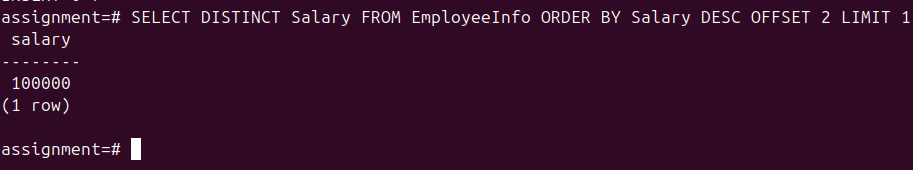 assignment=# SELECT DISTINCT Salary FROM EmployeeInfo ORDER BY Salary DESC OFFSET 2 LIMIT 1
 salary
--------
 100000
(1 row)
assignment=#